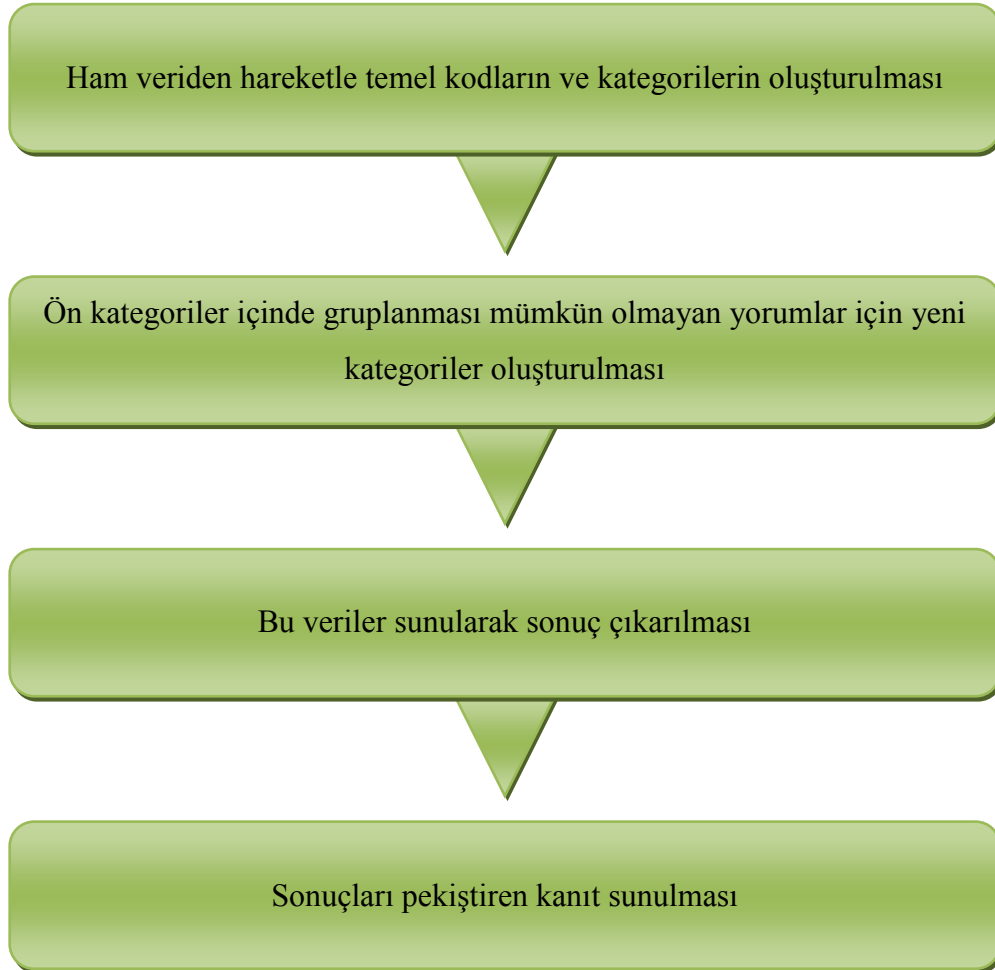 Ham veriden hareketle temel kodların ve kategorilerin oluşturulması
Ön kategoriler içinde gruplanması mümkün olmayan yorumlar için yeni
kategoriler oluşturulması
Bu veriler sunularak sonuç çıkarılması
Sonuçları pekiştiren kanıt sunulması